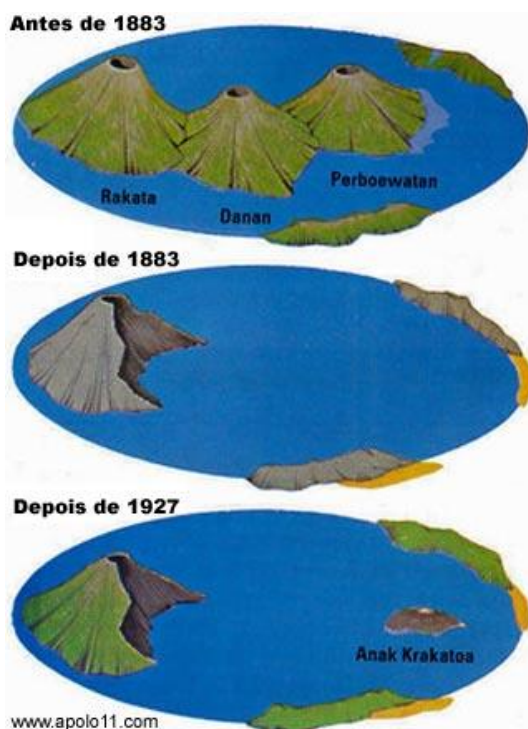 Antes de 1883
Rakata
Danan
Perboewatan
Depois de 1883
Depois de 1927
Anak Krakatoa
www.apolo11.com